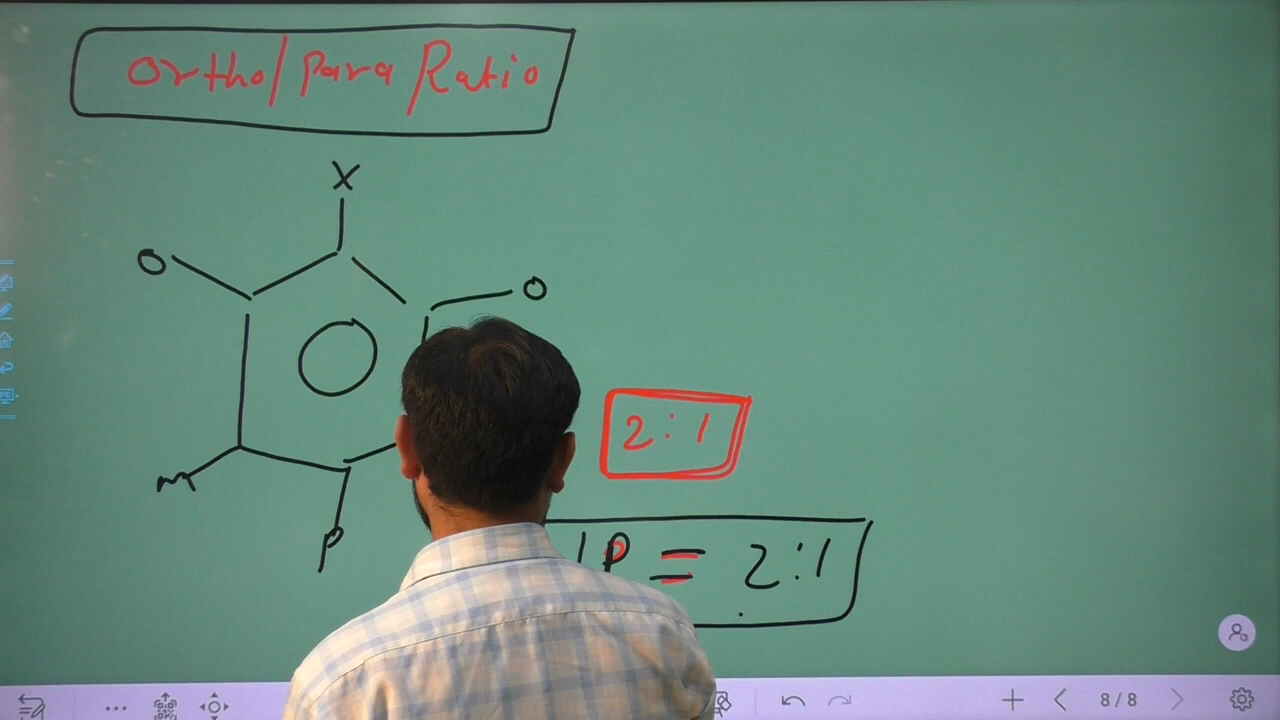 Ortho/Para Ratio
X
O
O
2:1
m
P
/P = 2:1
8/8